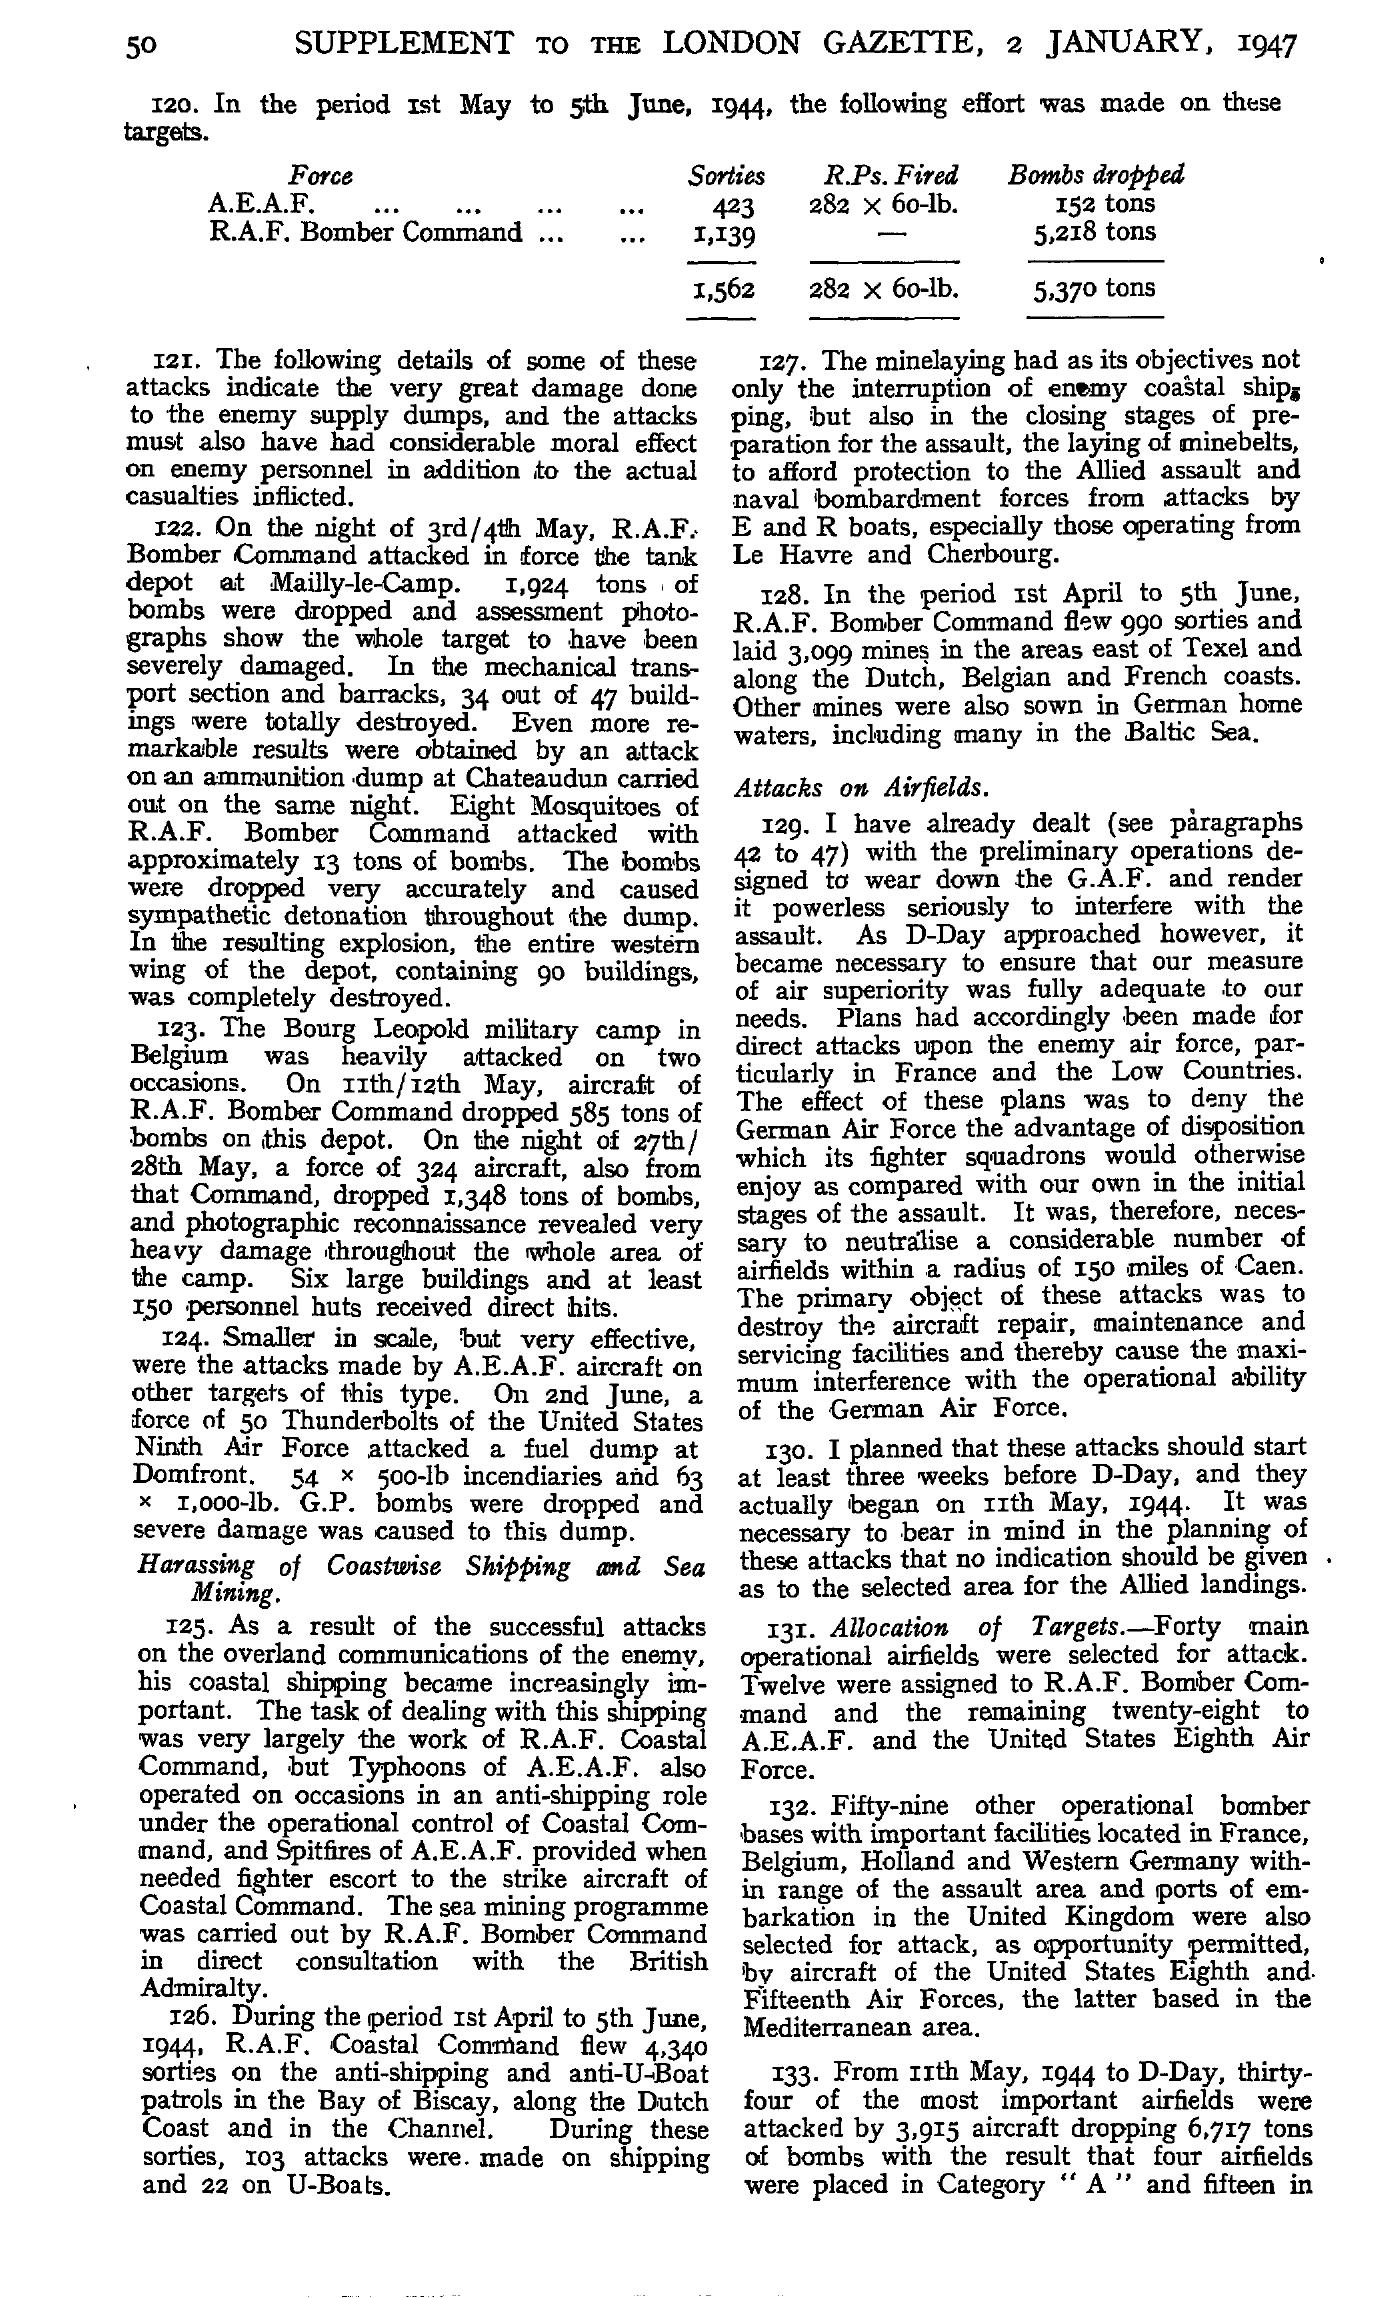 50 SUPPLEMENT TO THE LONDON GAZETTE, 2 JANUARY, 1947
120. In the period 1st May to 5th June, 1944, the following effort was made on these
targets.
Force Sorties R.Ps. Fired Bombs dropped
A.E.A.F. ... ... ... ... 423 282 × 60-lb. 152 tons
R.A.F. Bomber Command ... ... 1,139 — 5,218 tons
1,562 282 × 60-lb. 5,370 tons
121. The following details of some of these
attacks indicate the very great damage done
to the enemy supply dumps, and the attacks
must also have had considerable moral effect
on enemy personnel in addition to the actual
casualties inflicted.
122. On the night of 3rd/4th May, R.A.F.
Bomber Command attacked in force the tank
depot at Mailly-le-Camp. 1,924 tons of
bombs were dropped and assessment photo-
graphs show the whole target to have been
severely damaged. In the mechanical trans-
port section and barracks, 34 out of 47 build-
ings were totally destroyed. Even more re-
markable results were obtained by an attack
on an ammunition dump at Chateaudun carried
out on the same night. Eight Mosquitoes of
R.A.F. Bomber Command attacked with
approximately 13 tons of bombs. The bombs
were dropped very accurately and caused
sympathetic detonation throughout the dump.
In the resulting explosion, the entire western
wing of the depot, containing 90 buildings,
was completely destroyed.
123. The Bourg Leopold military camp in
Belgium was heavily attacked on two
occasions. On 11th/12th May, aircraft of
R.A.F. Bomber Command dropped 585 tons of
bombs on this depot. On the night of 27th/
28th May, a force of 324 aircraft, also from
that Command, dropped 1,348 tons of bombs,
and photographic reconnaissance revealed very
heavy damage throughout the whole area of
the camp. Six large buildings and at least
150 personnel huts received direct hits.
124. Smaller in scale, but very effective,
were the attacks made by A.E.A.F. aircraft on
other targets of this type. On 2nd June, a
force of 50 Thunderbolts of the United States
Ninth Air Force attacked a fuel dump at
Domfront. 54 × 500-lb incendiaries and 63
× 1,000-lb. G.P. bombs were dropped and
severe damage was caused to this dump.
Harassing of Coastwise Shipping and Sea
Mining.
125. As a result of the successful attacks
on the overland communications of the enemy,
his coastal shipping became increasingly im-
portant. The task of dealing with this shipping
was very largely the work of R.A.F. Coastal
Command, but Typhoons of A.E.A.F. also
operated on occasions in an anti-shipping role
under the operational control of Coastal Com-
mand, and Spitfires of A.E.A.F. provided when
needed fighter escort to the strike aircraft of
Coastal Command. The sea mining programme
was carried out by R.A.F. Bomber Command
in direct consultation with the British
Admiralty.
126. During the period 1st April to 5th June,
1944, R.A.F. Coastal Command flew 4,340
sorties on the anti-shipping and anti-U-Boat
patrols in the Bay of Biscay, along the Dutch
Coast and in the Channel. During these
sorties, 103 attacks were made on shipping
and 22 on U-Boats.
127. The minelaying had as its objectives not
only the interruption of enemy coastal ship-
ping, but also in the closing stages of pre-
paration for the assault, the laying of minebelts,
to afford protection to the Allied assault and
naval bombardment forces from attacks by
E and R boats, especially those operating from
Le Havre and Cherbourg.
128. In the period 1st April to 5th June,
R.A.F. Bomber Command flew 990 sorties and
laid 3,099 mines in the areas east of Texel and
along the Dutch, Belgian and French coasts.
Other mines were also sown in German home
waters, including many in the Baltic Sea.
Attacks on Airfields.
129. I have already dealt (see paragraphs
42 to 47) with the preliminary operations de-
signed to wear down the G.A.F. and render
it powerless seriously to interfere with the
assault. As D-Day approached however, it
became necessary to ensure that our measure
of air superiority was fully adequate to our
needs. Plans had accordingly been made for
direct attacks upon the enemy air force, par-
ticularly in France and the Low Countries.
The effect of these plans was to deny the
German Air Force the advantage of disposition
which its fighter squadrons would otherwise
enjoy as compared with our own in the initial
stages of the assault. It was, therefore, neces-
sary to neutralise a considerable number of
airfields within a radius of 150 miles of Caen.
The primary object of these attacks was to
destroy the aircraft repair, maintenance and
servicing facilities and thereby cause the maxi-
mum interference with the operational ability
of the German Air Force.
130. I planned that these attacks should start
at least three weeks before D-Day, and they
actually began on 11th May, 1944. It was
necessary to bear in mind in the planning of
these attacks that no indication should be given
as to the selected area for the Allied landings.
131. Allocation of Targets.—Forty main
operational airfields were selected for attack.
Twelve were assigned to R.A.F. Bomber Com-
mand and the remaining twenty-eight to
A.E.A.F. and the United States Eighth Air
Force.
132. Fifty-nine other operational bomber
bases with important facilities located in France,
Belgium, Holland and Western Germany with-
in range of the assault area and ports of em-
barkation in the United Kingdom were also
selected for attack, as opportunity permitted,
by aircraft of the United States Eighth and
Fifteenth Air Forces, the latter based in the
Mediterranean area.
133. From 11th May, 1944 to D-Day, thirty-
four of the most important airfields were
attacked by 3,915 aircraft dropping 6,717 tons
of bombs with the result that four airfields
were placed in Category " A " and fifteen in